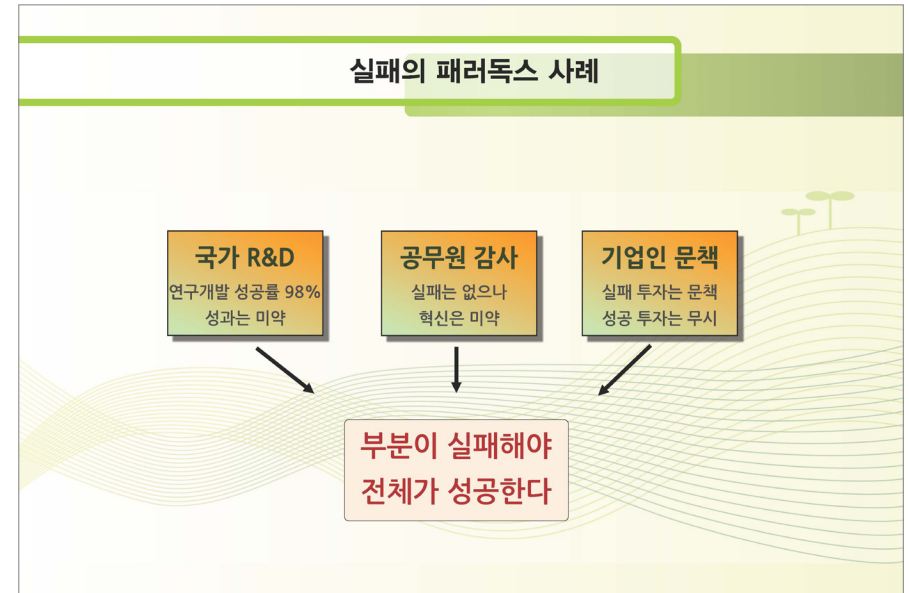 실패의 패러독스 사례
국가 R&D
연구개발 성공률 98%
성과는 미약
공무원 감사
실패는 없으나
혁신은 미약
기업인 문책
실패 투자는 문책
성공 투자는 무시
부분이 실패해야
전체가 성공한다